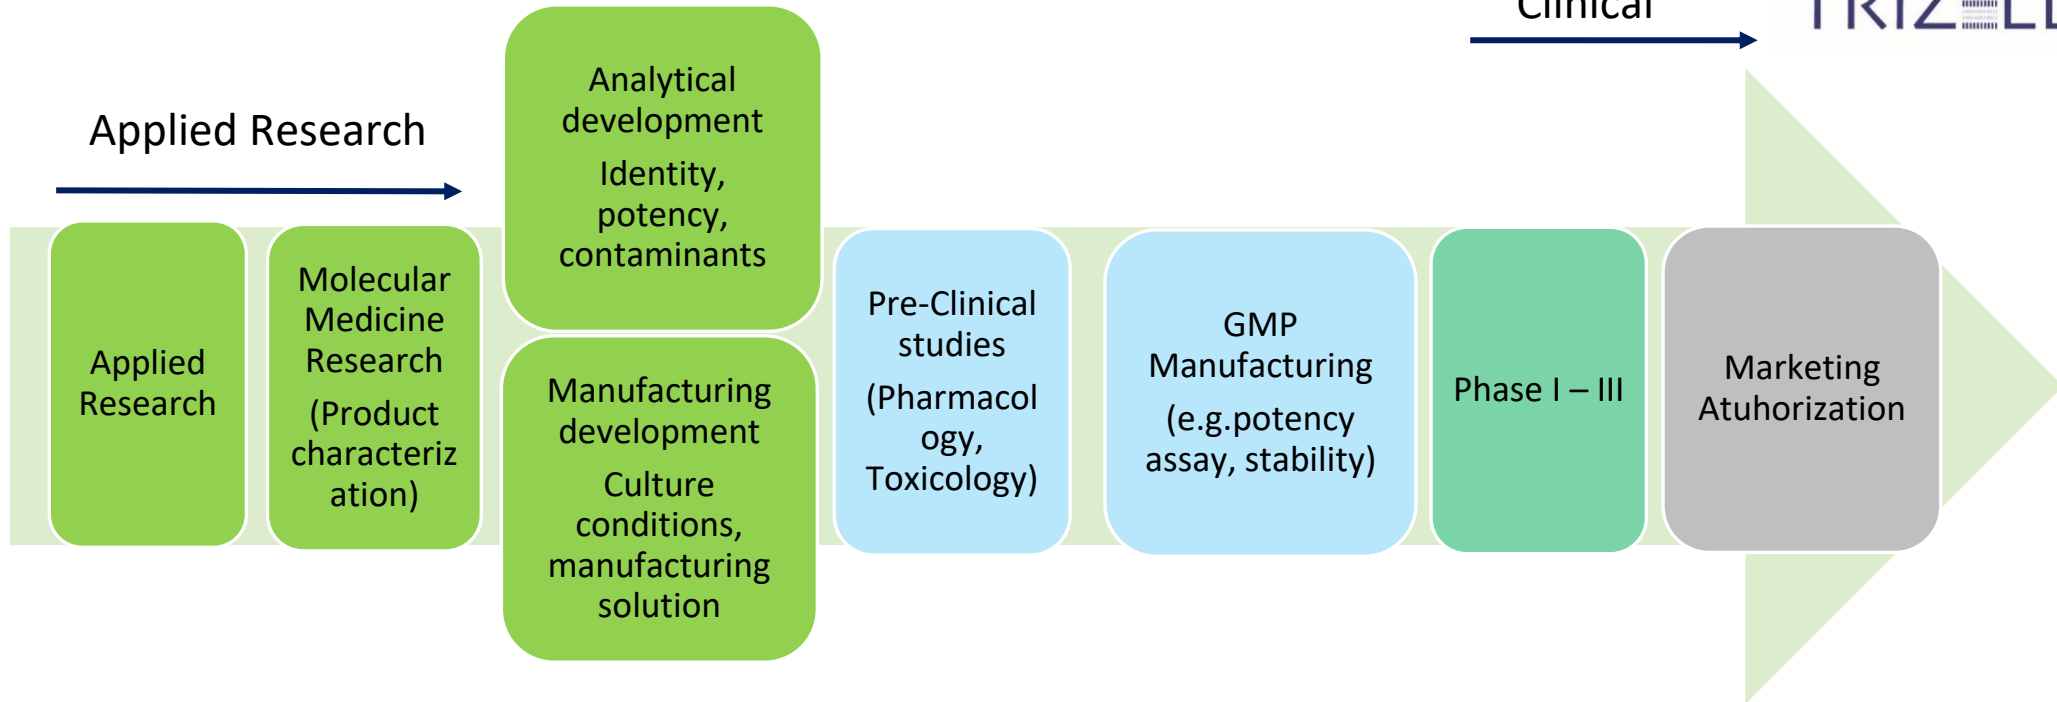 Clinical
TRIZELL
Applied Research
Applied
Research
Molecular
Medicine
Research
(Product
characteriz
ation)
Analytical
development
Identity,
potency,
contaminants
Manufacturing
development
Culture
conditions,
manufacturing
solution
Pre-Clinical
studies
(Pharmacol
ogy,
Toxicology)
GMP
Manufacturing
(e.g.potency
assay, stability)
Phase I – III
Marketing
Atuhorization